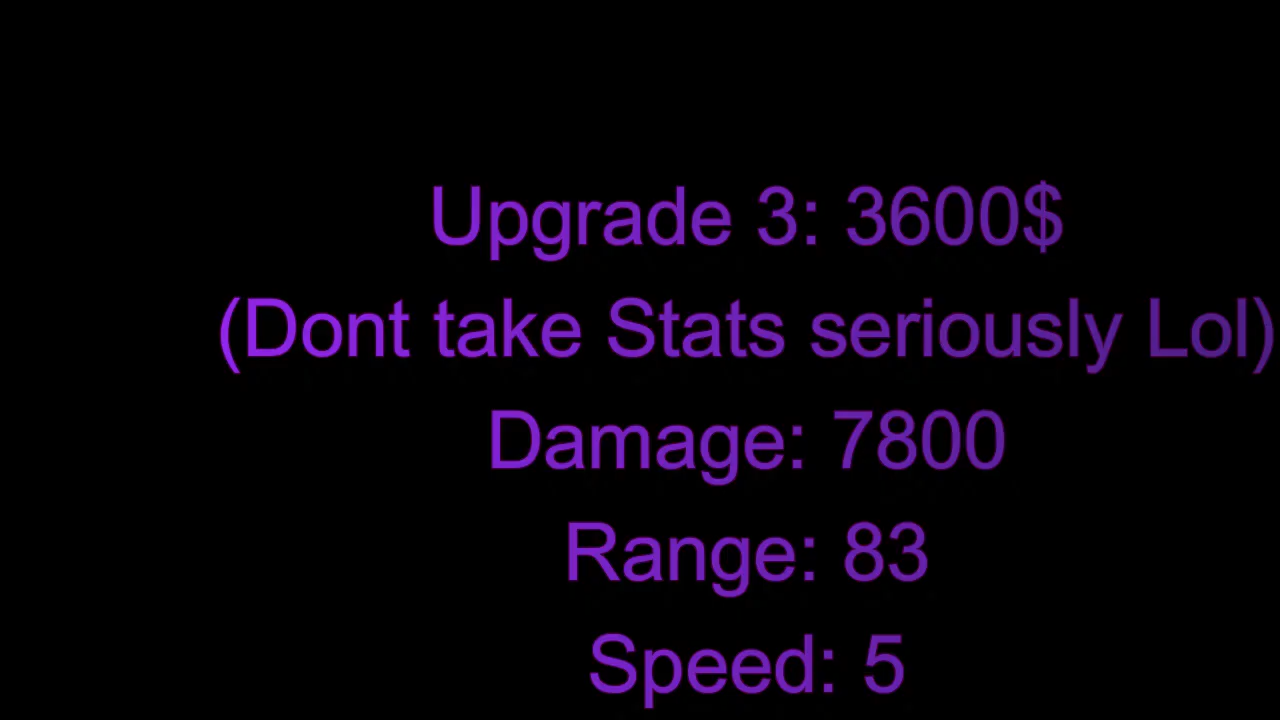 Upgrade 3: 3600$
(Dont take Stats seriously Lol)
Damage: 7800
Range: 83
Speed: 5